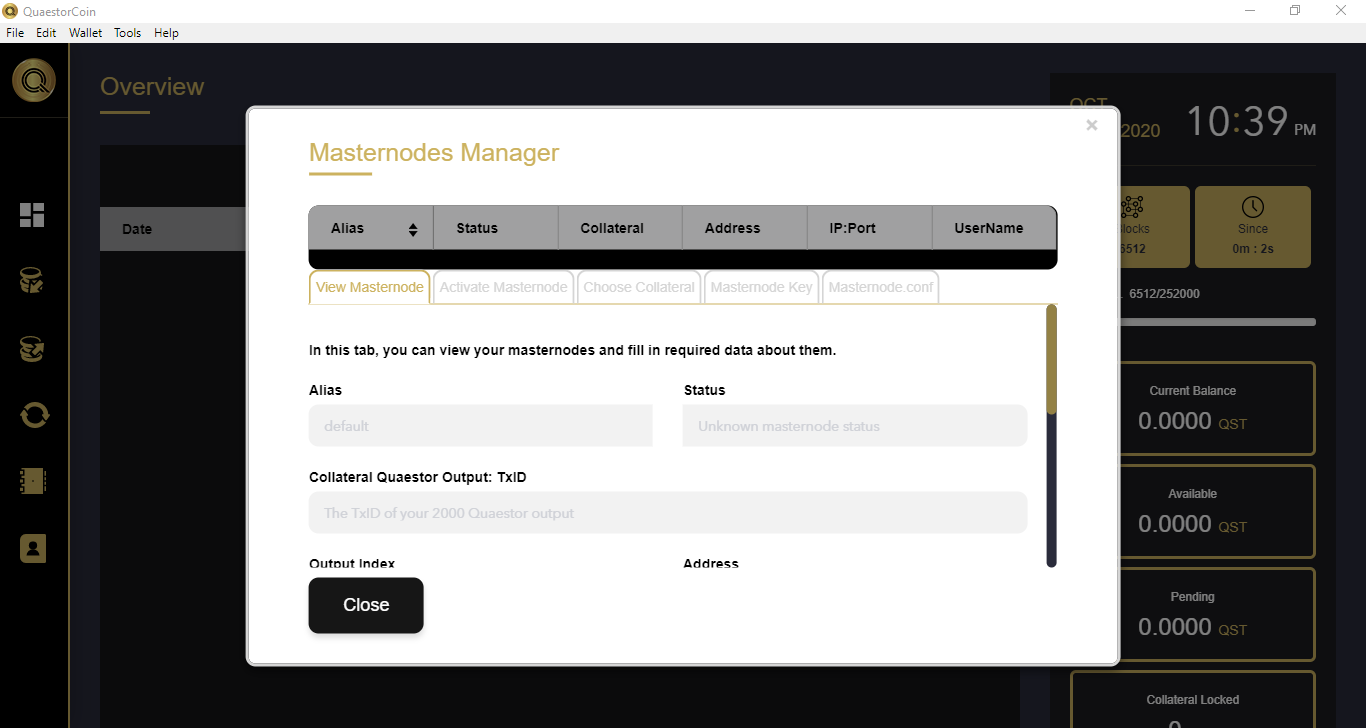 QuaestorCoin
File Edit Wallet Tools Help
Overview
Date
Masternodes Manager
Alias Status Collateral Address IP:Port UserName
View Masternode Activate Masternode Choose Collateral Masternode Key Masternode.conf
In this tab, you can view your masternodes and fill in required data about them.
Alias Status
default Unknown masternode status
Collateral Quaestor Output: TxID
The TxID of your 2000 Quaestor output
Output Index Address
Close
OCT
2020
10:39 PM
locks
6512
Since
0m : 2s
6512/252000
Current Balance
0.0000 QST
Available
0.0000 QST
Pending
0.0000 QST
Collateral Locked